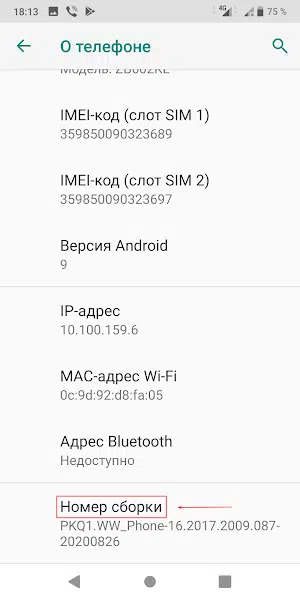 18:13
4G
75 %
О телефоне
Модель: ZB602KL
IMEI-код (слот SIM 1)
359850090323689
IMEI-код (слот SIM 2)
359850090323697
Версия Android
9
IP-адрес
10.100.159.6
MAC-адрес Wi-Fi
0c:9d:92:d8:fa:05
Адрес Bluetooth
Недоступно
Номер сборки
PKQ1.WW_Phone-16.2017.2009.087-
20200826